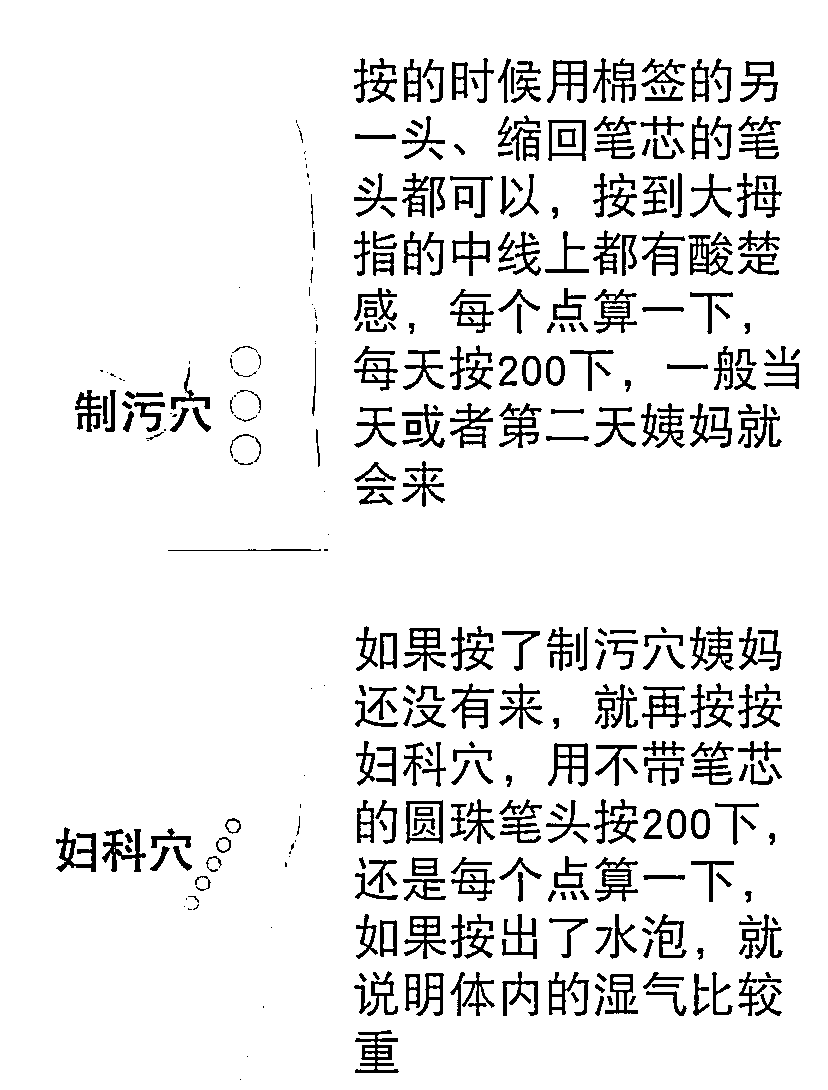 按的时候用棉签的另
一头、缩回笔芯的笔
头都可以，按到大拇
指的中线上都有酸楚
感，每个点算一下，
每天按200下，一般当
天或者第二天姨妈就
会来
制污穴
如果按了制污穴姨妈
还没有来，就再按按
妇科穴，用不带笔芯
的圆珠笔头按200下，
还是每个点算一下，
如果按出了水泡，就
说明体内的湿气比较
重
妇科穴